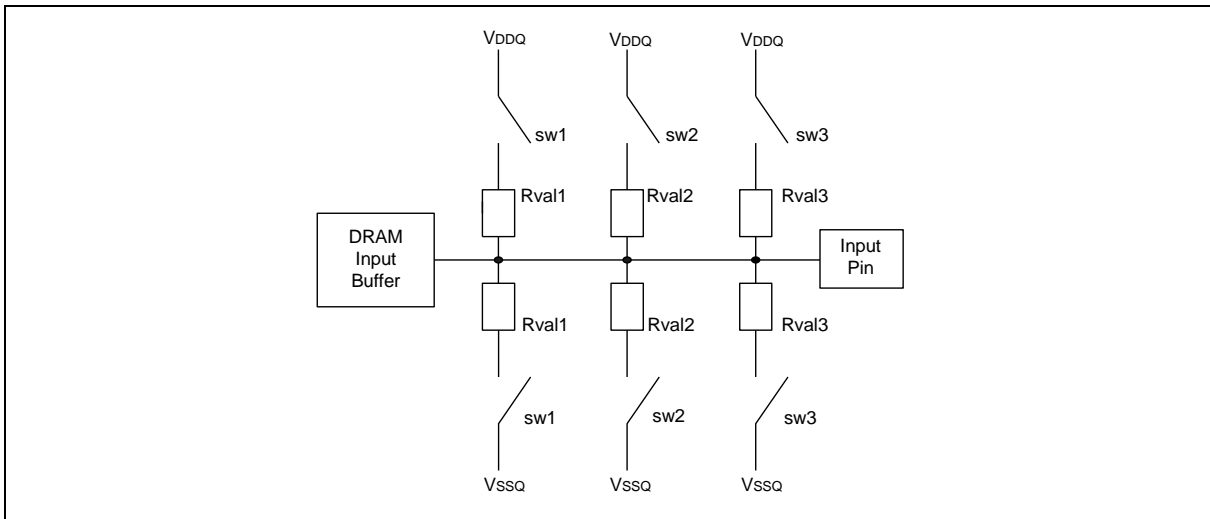 VDDQ VDDQ VDDQ
sw1 sw2 sw3
Rval1 Rval2 Rval3
DRAM
Input
Buffer
Input
Pin
Rval1 Rval2 Rval3
sw1 sw2 sw3
VSSQ VSSQ VSSQ